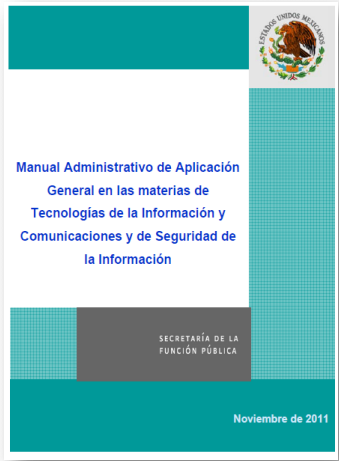 ESTADOS UNIDOS MEXICANOS
Manual Administrativo de Aplicación
General en las materias de
Tecnologías de la Información y
Comunicaciones y de Seguridad de
la Información
SECRETARÍA DE LA
FUNCIÓN PÚBLICA
Noviembre de 2011